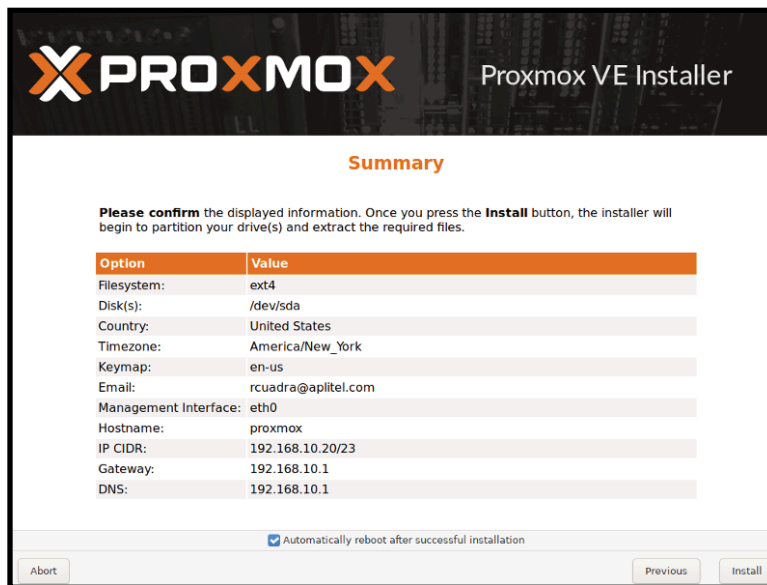 PROXMOX Proxmox VE Installer
Summary
Please confirm the displayed information. Once you press the Install button, the installer will
begin to partition your drive(s) and extract the required files.
Option Value
Filesystem: ext4
Disk(s): /dev/sda
Country: United States
Timezone: America/New_York
Keymap: en-us
Email: rcuadra@aplitel.com
Management Interface: eth0
Hostname: proxmox
IP CIDR: 192.168.10.20/23
Gateway: 192.168.10.1
DNS: 192.168.10.1
Automatically reboot after successful installation
Abort Previous Install